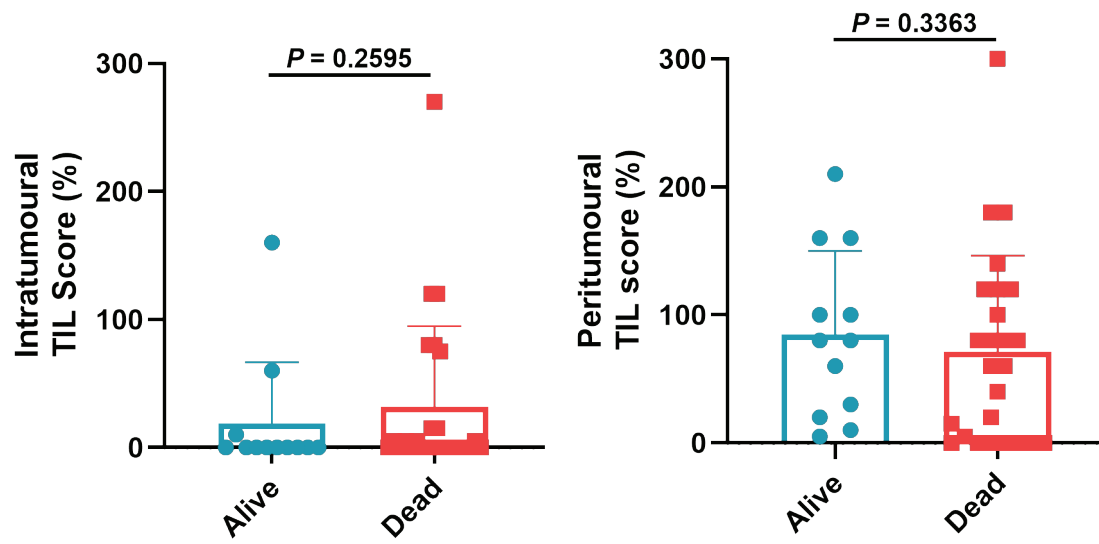 P = 0.2595
Intratumoural
TIL Score (%)
300
200
100
0
Alive
Dead
P = 0.3363
Peritumoural
TIL score (%)
300
200
100
0
Alive
Dead